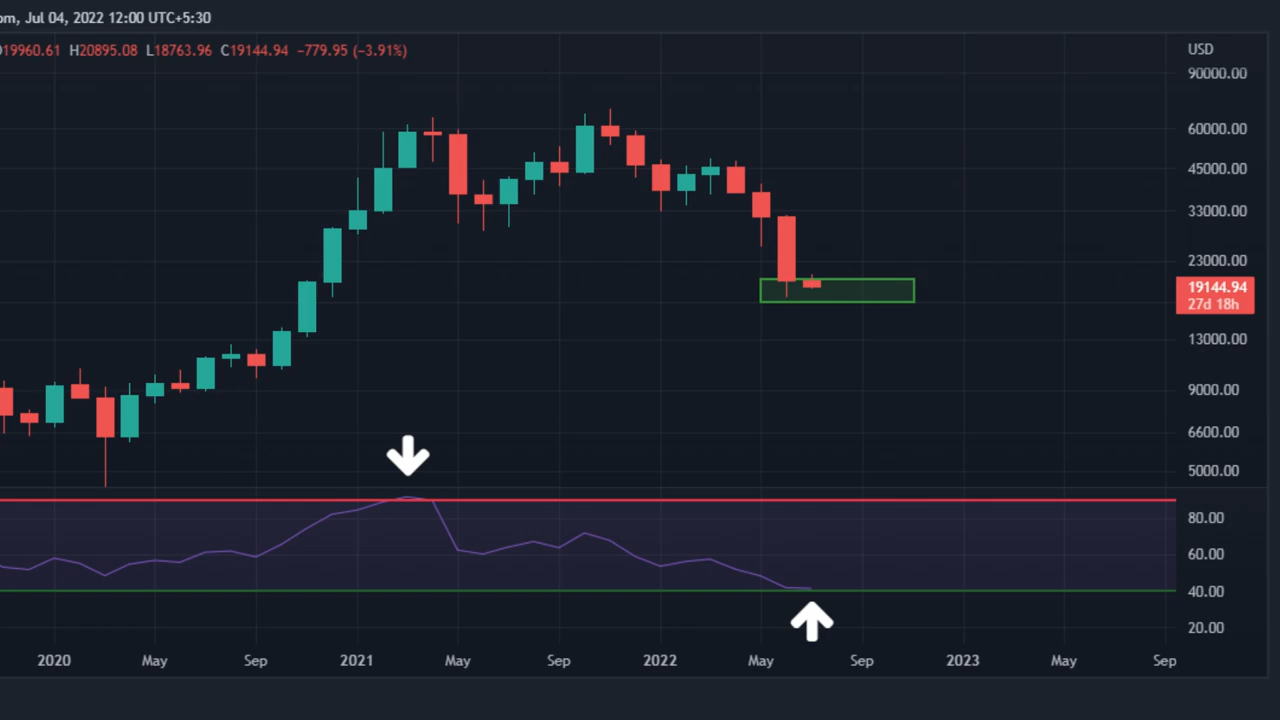 om, Jul 04, 2022 12:00 UTC+5:30
19960.61 H20895.08 L18763.96 C19144.94 −779.95 (−3.91%)
USD
90000.00
60000.00
45000.00
33000.00
23000.00
19144.94
27d 18h
13000.00
9000.00
6600.00
5000.00
80.00
60.00
40.00
20.00
2020 May Sep 2021 May Sep 2022 May Sep 2023 May Sep